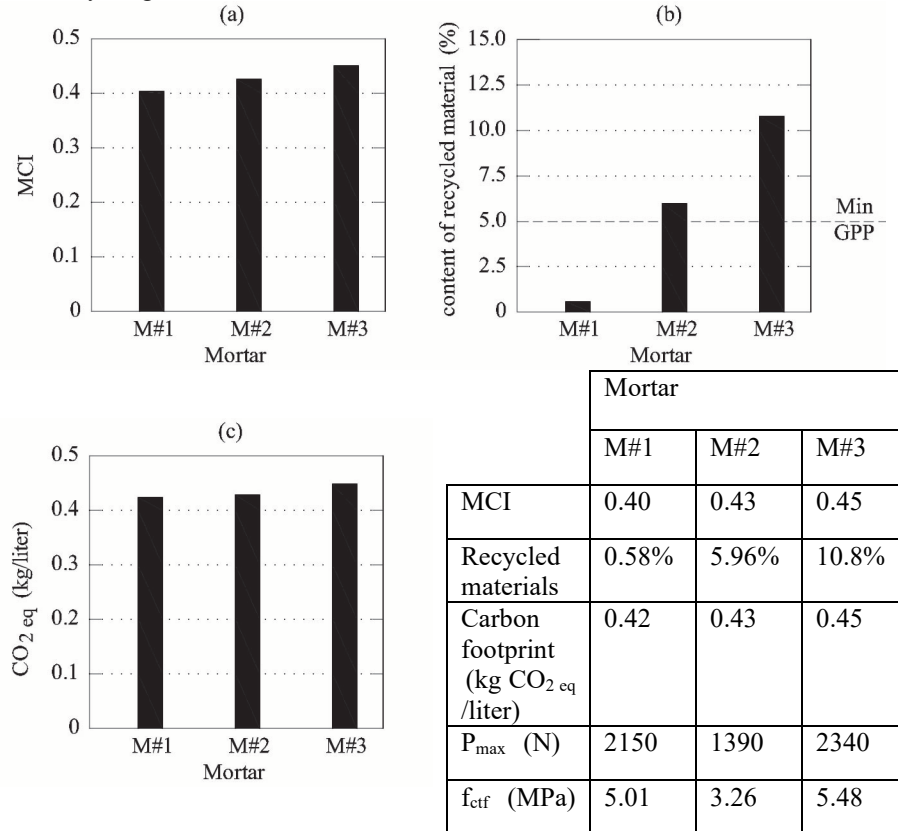 (a)
0.5
0.4
0.3
0.2
0.1
0
MCI
M#1 M#2 M#3
Mortar
(b)
15.0
12.5
10.0
7.5
5.0
2.5
0
content of recycled material (%)
Min
GPP
M#1 M#2 M#3
Mortar
(c)
0.5
0.4
0.3
0.2
0.1
0
CO2 eq (kg/liter)
M#1 M#2 M#3
Mortar
Mortar
M#1 M#2 M#3
MCI 0.40 0.43 0.45
Recycled 0.58% 5.96% 10.8%
materials
Carbon 0.42 0.43 0.45
footprint
(kg CO2 eq
/liter)
Pmax (N) 2150 1390 2340
fctf (MPa) 5.01 3.26 5.48